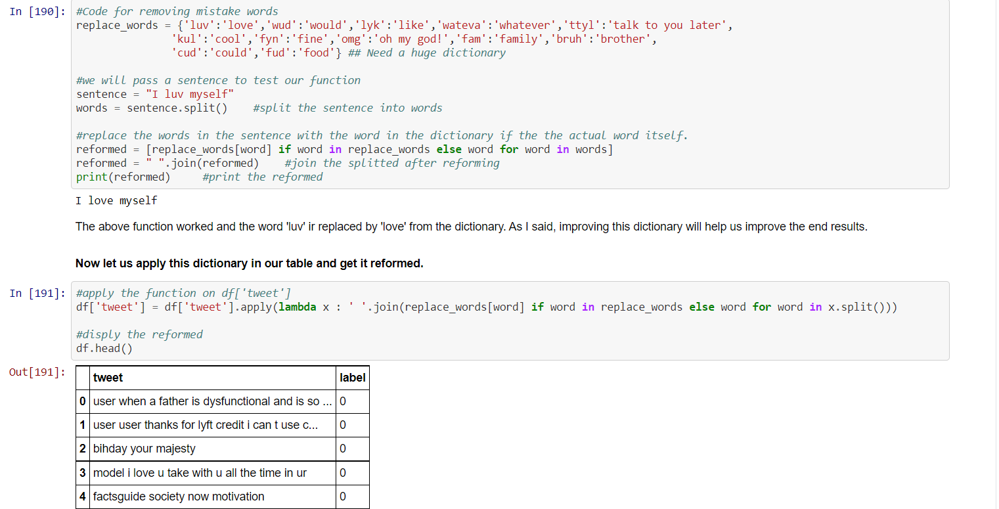 In [190]: #Code for removing mistake words
replace_words = {'luv':'love','wud':'would','lyk':'like','wateva':'whatever','ttyl':'talk to you later',
'kul':'cool','fyn':'fine','omg':'oh my god!','fam':'family','bruh':'brother',
'cud':'could','fud':'food'} ## Need a huge dictionary
#we will pass a sentence to test our function
sentence = "I luv myself"
words = sentence.split() #split the sentence into words
#replace the words in the sentence with the word in the dictionary if the the actual word itself.
reformed = [replace_words[word] if word in replace_words else word for word in words]
reformed = " ".join(reformed) #join the splitted after reforming
print(reformed) #print the reformed
I love myself
The above function worked and the word 'luv' ir replaced by 'love' from the dictionary. As I said, improving this dictionary will help us improve the end results.
Now let us apply this dictionary in our table and get it reformed.
In [191]: #apply the function on df['tweet']
df['tweet'] = df['tweet'].apply(lambda x : ' '.join(replace_words[word] if word in replace_words else word for word in x.split()))
#disply the reformed
df.head()
Out[191]:
tweet label
0 user when a father is dysfunctional and is so ... 0
1 user user thanks for lyft credit i can t use c... 0
2 bihday your majesty 0
3 model i love u take with u all the time in ur 0
4 factsguide society now motivation 0